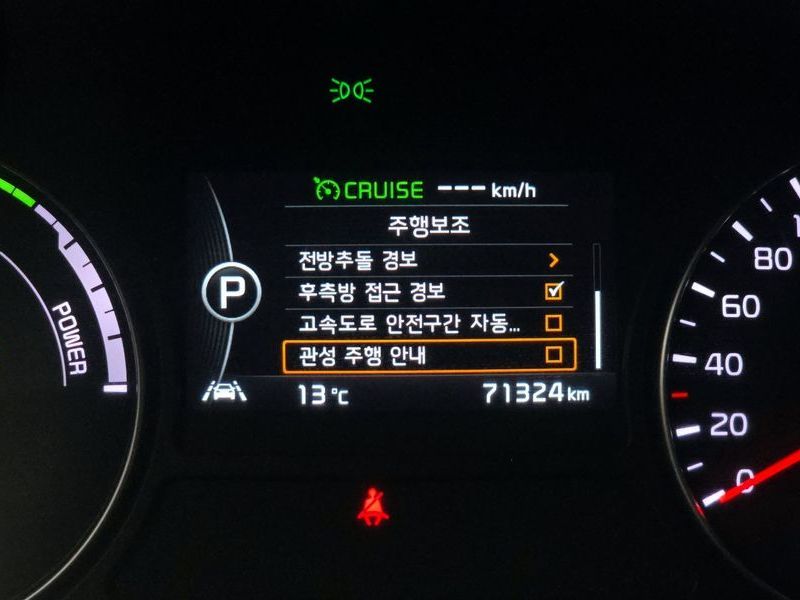 CRUISE --- km/h
주행보조
전방추돌 경보
후측방 접근 경보
고속도로 안전구간 자동...
관성 주행 안내
P
13 °C
71324 km
POWER
80
60
40
20
0